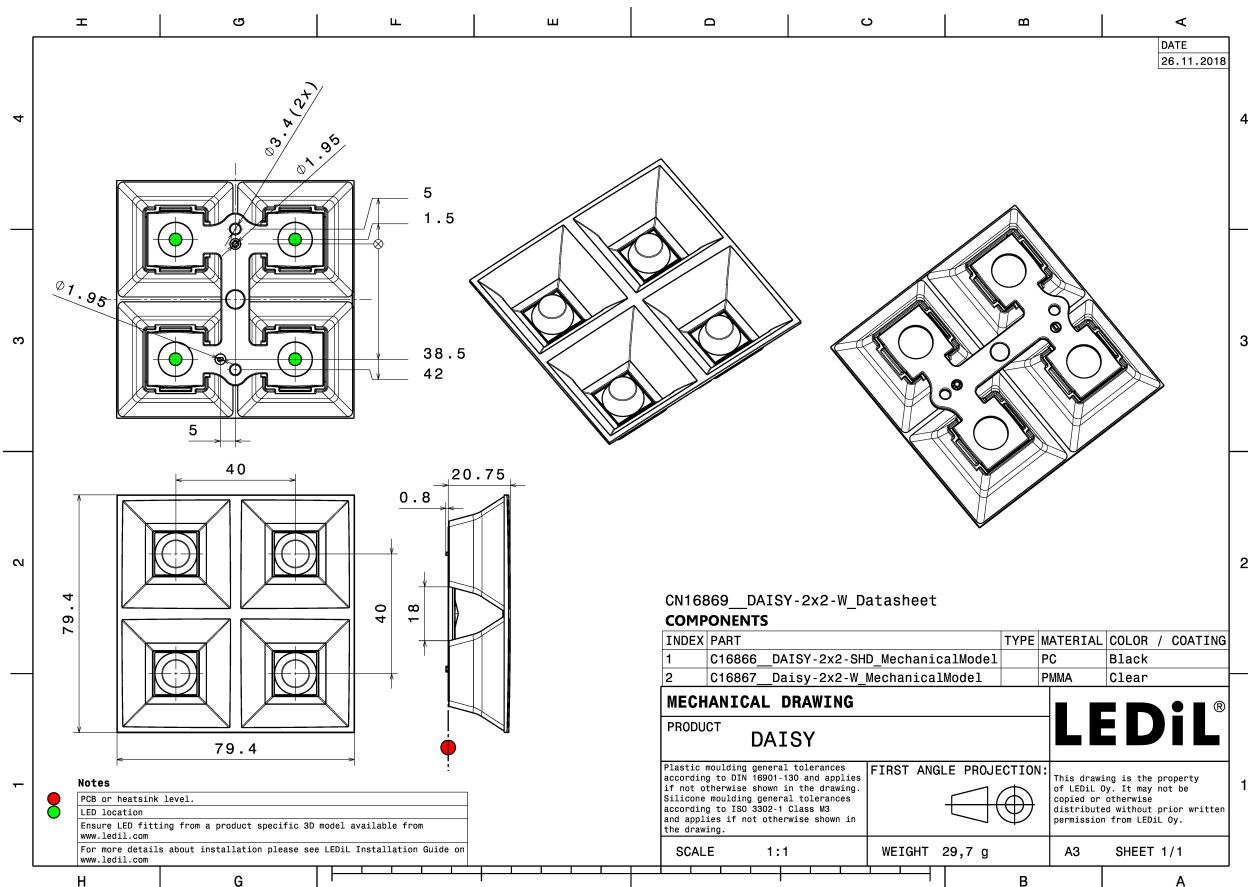 H G F E D C B A
DATE
26.11.2018
4 4
⌀3.4(2x)
⌀1.95
5
1.5
⌀1.95
3 3
38.5
42
5
40
20.75
0.8
2 2
79.4
40
18
79.4
CN16869__DAISY-2x2-W_Datasheet
COMPONENTS
INDEX PART TYPE MATERIAL COLOR / COATING
1 C16866__DAISY-2x2-SHD_MechanicalModel PC Black
2 C16867__Daisy-2x2-W_MechanicalModel PMMA Clear
MECHANICAL DRAWING
PRODUCT
DAISY
LEDiL®
Plastic moulding general tolerances
according to DIN 16901-130 and applies
if not otherwise shown in the drawing.
Silicone moulding general tolerances
according to ISO 3302-1 Class M3
and applies if not otherwise shown in
the drawing.
FIRST ANGLE PROJECTION:
This drawing is the property
of LEDiL Oy. It may not be
copied or otherwise
distributed without prior written
permission from LEDiL Oy.
SCALE 1:1
WEIGHT 29,7 g
A3 SHEET 1/1
1 1
Notes
PCB or heatsink level.
LED location
Ensure LED fitting from a product specific 3D model available from
www.ledil.com
For more details about installation please see LEDiL Installation Guide on
www.ledil.com
H G B A